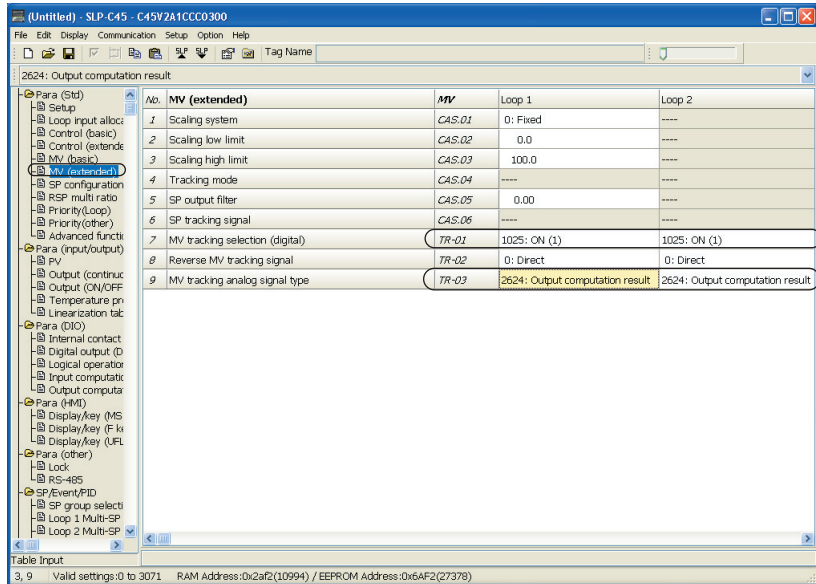 (Untitled) - SLP-C45 - C45V2A1CCC0300
File Edit Display Communication Setup Option Help
Tag Name
2624: Output computation result
Para (Std)
Setup
Loop input alloca
Control (basic)
Control (extende
MV (basic)
MV (extended)
SP configuration
RSP multi ratio
Priority(Loop)
Priority(other)
Advanced functio
Para (input/output)
PV
Output (continuo
Output (ON/OFF
Temperature pro
Linearization tab
Para (DIO)
Internal contact
Digital output (D
Logical operation
Input computatio
Output computat
Para (HMI)
Display/key (MS
Display/key (F ke
Display/key (UFL
Para (other)
Lock
RS-485
SP/Event/PID
SP group selecti
Loop 1 Multi-SP
Loop 2 Multi-SP
No. MV (extended) MV Loop 1 Loop 2
1 Scaling system CAS.01 0: Fixed ----
2 Scaling low limit CAS.02 0.0 ----
3 Scaling high limit CAS.03 100.0 ----
4 Tracking mode CAS.04 ---- ----
5 SP output filter CAS.05 0.00 ----
6 SP tracking signal CAS.06 ---- ----
7 MV tracking selection (digital) TR-01 1025: ON (1) 1025: ON (1)
8 Reverse MV tracking signal TR-02 0: Direct 0: Direct
9 MV tracking analog signal type TR-03 2624: Output computation result 2624: Output computation result
Table Input
3, 9 Valid settings:0 to 3071 RAM Address:0x2af2(10994) / EEPROM Address:0x6AF2(27378)